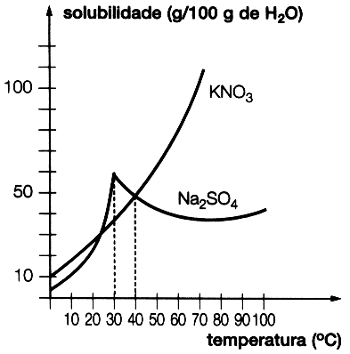 solubilidade (g/100 g de H₂O)
100
KNO₃
50
Na₂SO₄
10
10 20 30 40 50 60 70 80 90 100
temperatura (ºC)